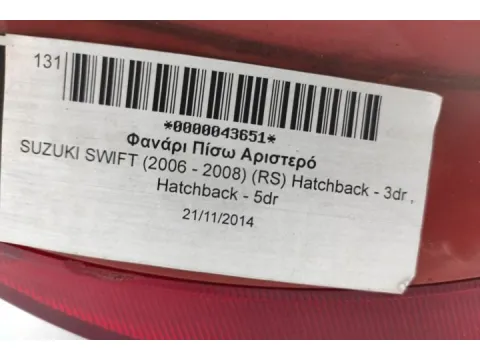 131
*0000043651*
Φανάρι Πίσω Αριστερό
SUZUKI SWIFT (2006 - 2008) (RS) Hatchback - 3dr ,
Hatchback - 5dr
21/11/2014